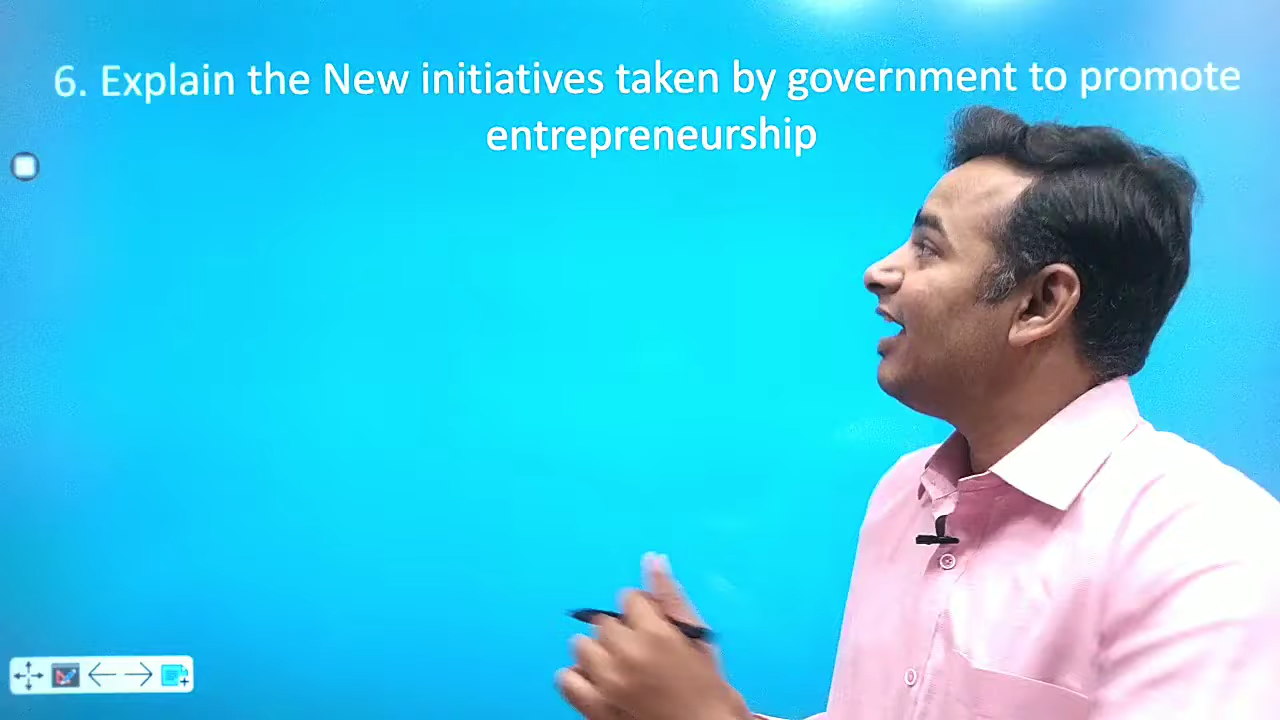 6. Explain the New initiatives taken by government to promote
entrepreneurship